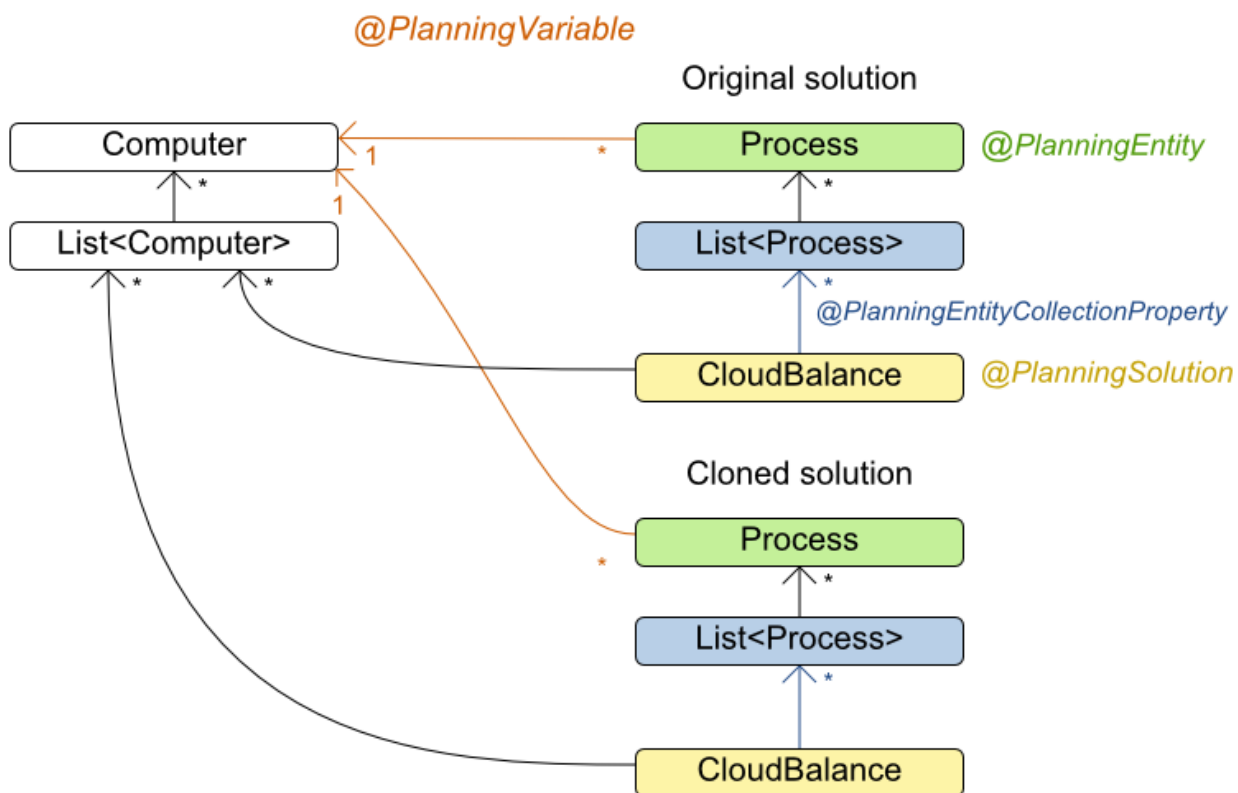 @PlanningVariable
Original solution
Computer
1
*
Process
@PlanningEntity
*
1
*
List<Computer>
List<Process>
*
*
*
@PlanningEntityCollectionProperty
CloudBalance
@PlanningSolution
Cloned solution
Process
*
*
List<Process>
*
CloudBalance